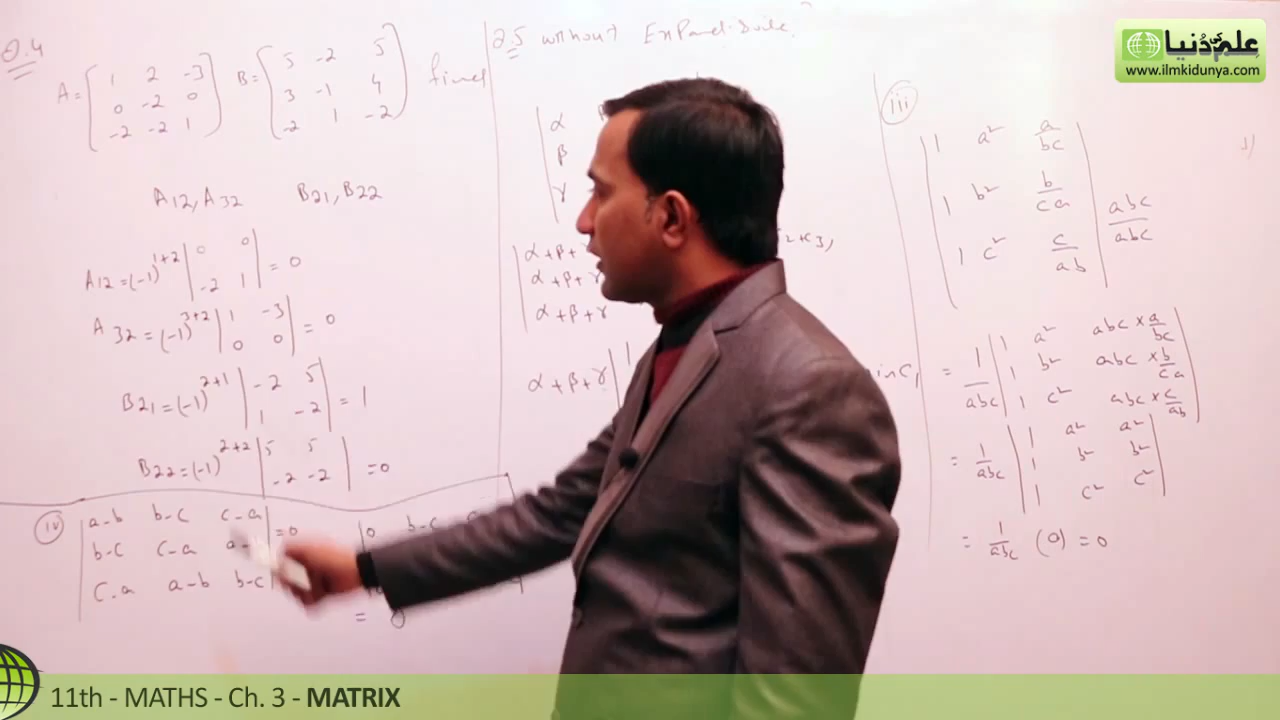 Q.4
A = [ 1 2 -3
0 -2 0
-2 -2 1 ]
B = [ 5 -2 5
3 -1 4
-2 1 -2 ]
find
A12, A32 B21, B22
A12 = (-1)^1+2 | 0 0
-2 1 | = 0
A32 = (-1)^3+2 | 1 -3
0 0 | = 0
B21 = (-1)^2+1 | -2 5
1 -2 | = 1
B22 = (-1)^2+2 | 5 5
-2 -2 | = 0
iv
| a-b b-c c-a
b-c c-a
c-a a-b b-c | = 0
| 0 b-c
= 0
Q.5 without
| α
β
γ
| α+β+
α+β+γ
α+β+γ
α+β+γ | 1
iii
| 1 a² a/bc
1 b² b/ca
1 c² c/ab | abc/abc
= 1/abc | 1 a² abc × a/bc
1 b² abc × b/ca
1 c² abc × c/ab |
= 1/abc | 1 a² a²
1 b² b²
1 c² c² |
= 1/abc (0) = 0
علم کی دُنیا
www.ilmkidunya.com
11th - MATHS - Ch. 3 - MATRIX